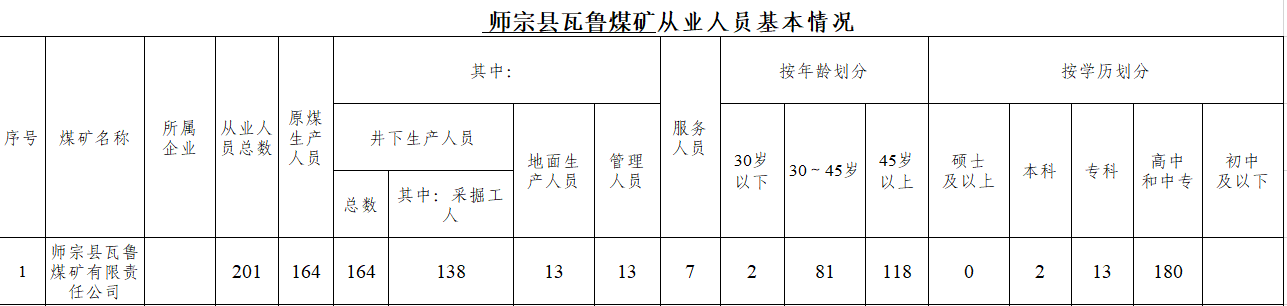 师宗县瓦鲁煤矿从业人员基本情况
序号
煤矿名称
所属
企业
从业人
员总数
原煤
生产
人员
其中：
井下生产人员
总数
其中：采掘工
人
地面生
产人员
管理
人员
服务
人员
按年龄划分
30岁
以下
30～45岁
45岁
以上
按学历划分
硕士
及以上
本科
专科
高中
和中专
初中
及以下
1
师宗县瓦鲁
煤矿有限责
任公司
201
164
164
138
13
13
7
2
81
118
0
2
13
180